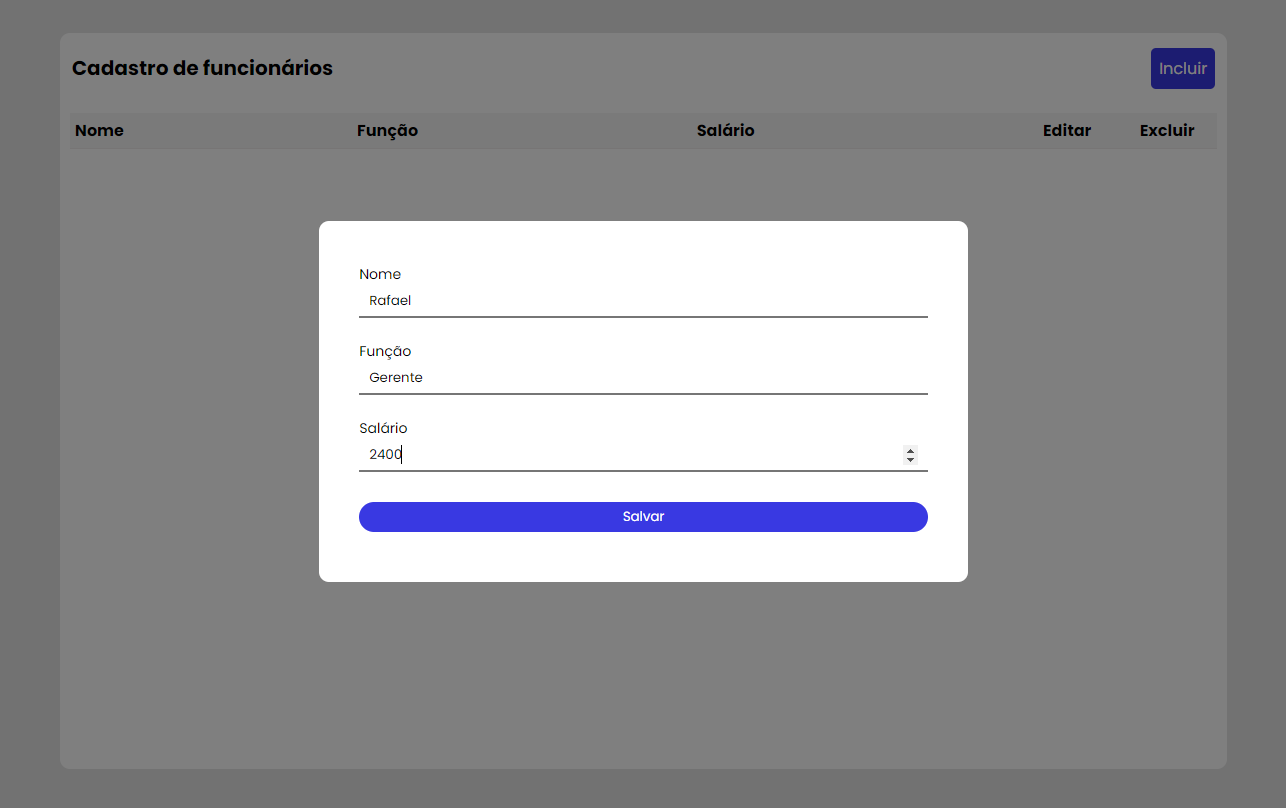 Cadastro de funcionários
Incluir
Nome Função Salário Editar Excluir
Nome
Rafael
Função
Gerente
Salário
2400
Salvar